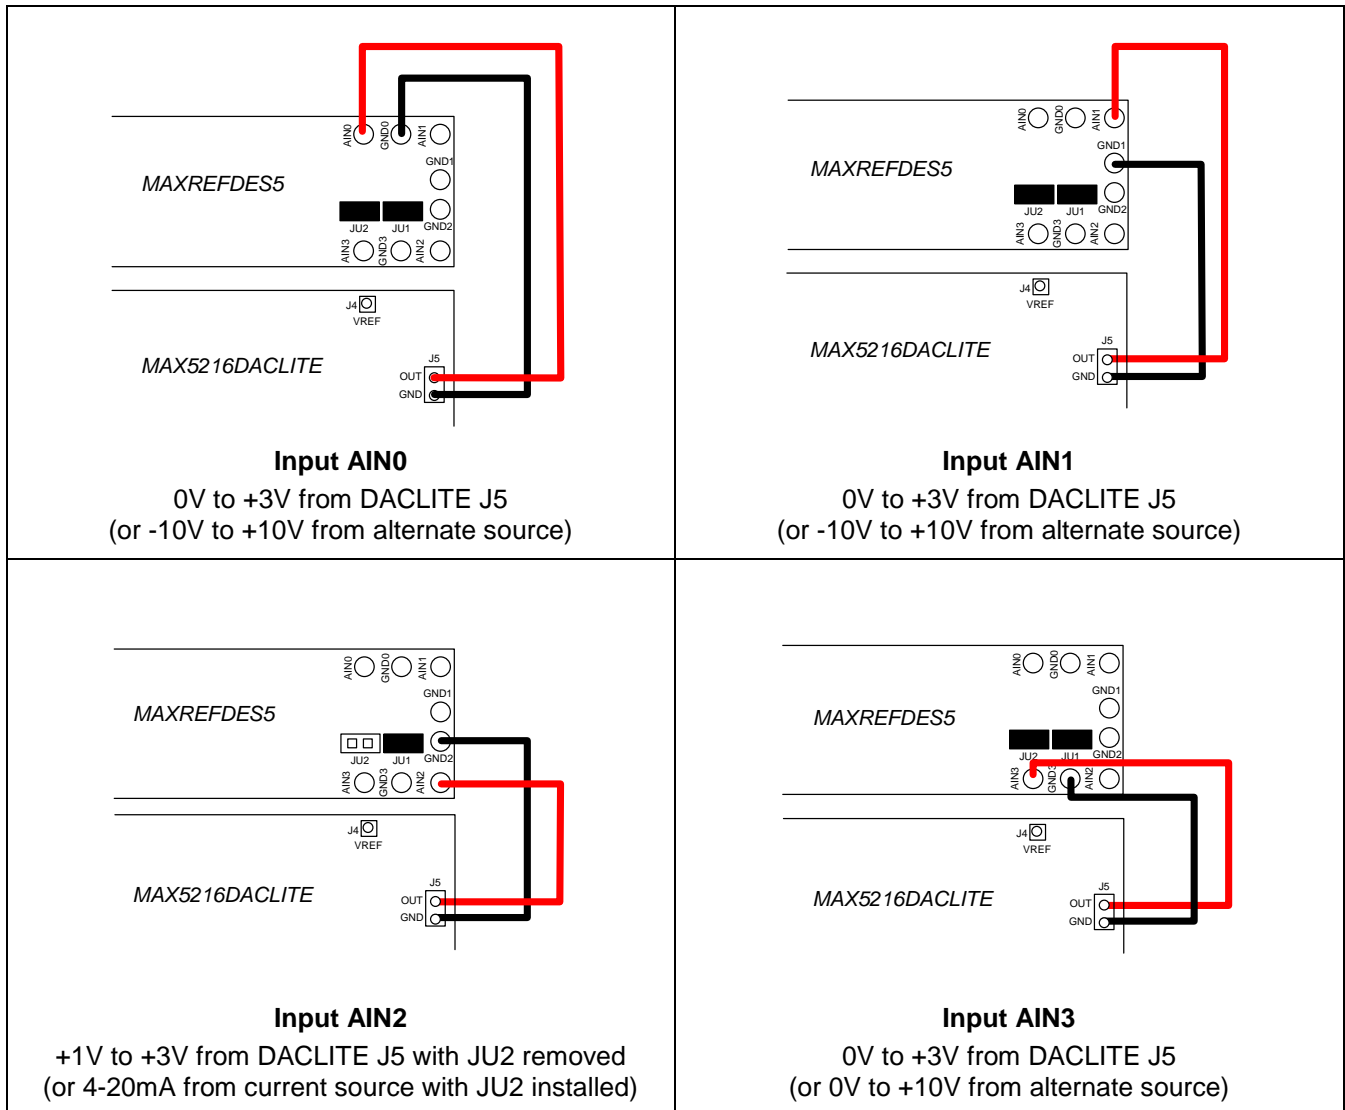 AIN0
GND0
AIN1
GND1
MAXREFDES5
JU2
JU1
GND2
AIN3
GND3
AIN2
J4
VREF
MAX5216DACLITE
J5
OUT
GND
Input AIN0
0V to +3V from DACLITE J5
(or -10V to +10V from alternate source)
AIN0
GND0
AIN1
GND1
MAXREFDES5
JU2
JU1
GND2
AIN3
GND3
AIN2
J4
VREF
MAX5216DACLITE
J5
OUT
GND
Input AIN1
0V to +3V from DACLITE J5
(or -10V to +10V from alternate source)
AIN0
GND0
AIN1
GND1
MAXREFDES5
JU2
JU1
GND2
AIN3
GND3
AIN2
J4
VREF
MAX5216DACLITE
J5
OUT
GND
Input AIN2
+1V to +3V from DACLITE J5 with JU2 removed
(or 4-20mA from current source with JU2 installed)
AIN0
GND0
AIN1
GND1
MAXREFDES5
JU2
JU1
GND2
AIN3
GND3
AIN2
J4
VREF
MAX5216DACLITE
J5
OUT
GND
Input AIN3
0V to +3V from DACLITE J5
(or 0V to +10V from alternate source)